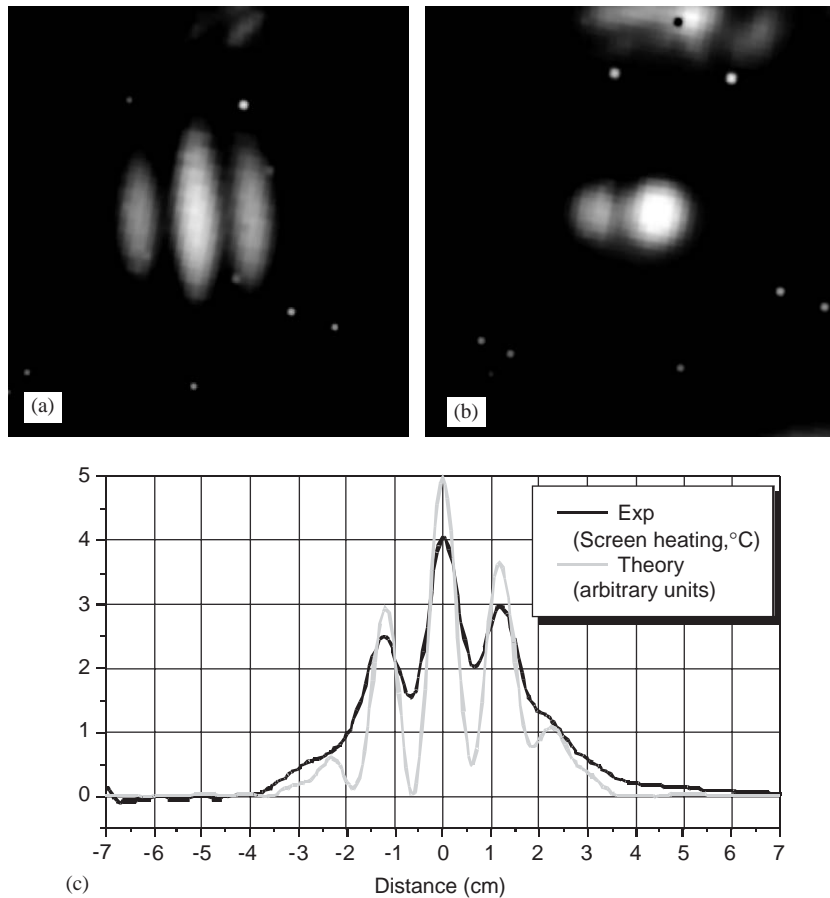 (a)
(b)
5
4
3
2
1
0
-7 -6 -5 -4 -3 -2 -1 0 1 2 3 4 5 6 7
Distance (cm)
Exp
(Screen heating,°C)
Theory
(arbitrary units)
(c)